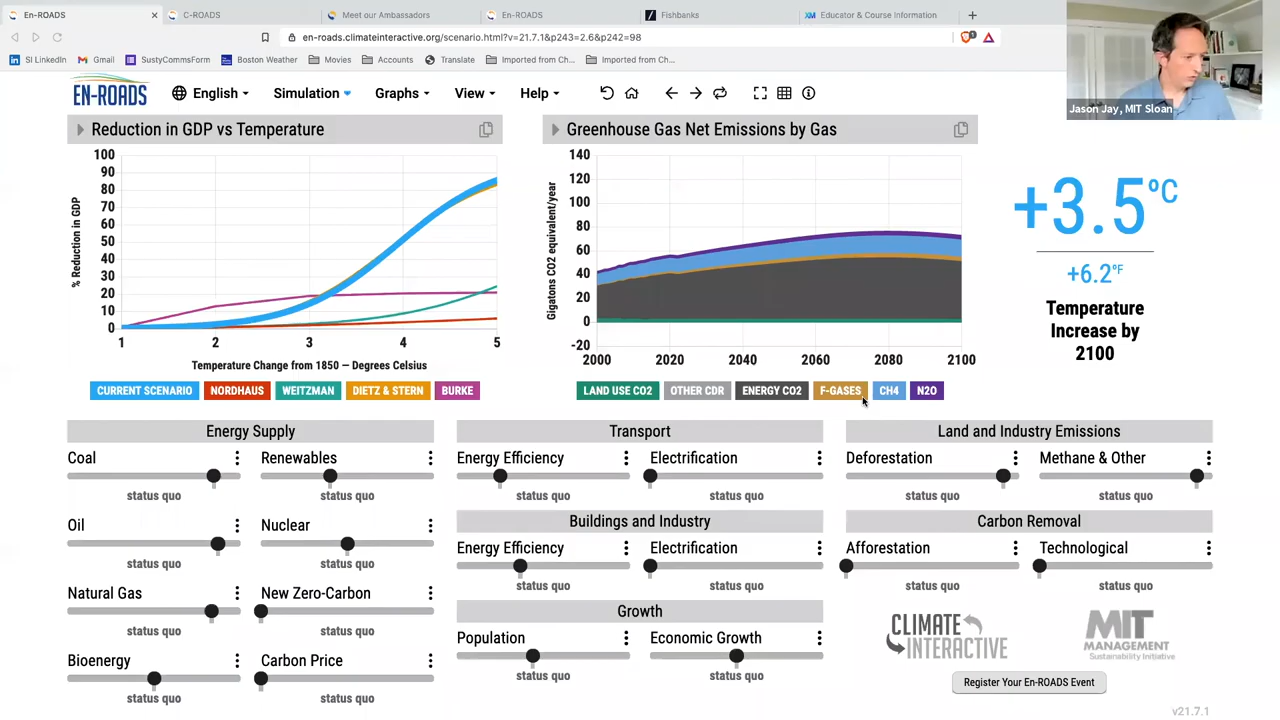 En-ROADS
C-ROADS
Meet our Ambassadors
En-ROADS
Fishbanks
XM Educator & Course Information
en-roads.climateinteractive.org/scenario.html?v=21.7.1&p243=2.6&p242=98
SI LinkedIn Gmail SustyCommsForm Boston Weather Movies Accounts Translate Imported from Ch... Imported from Ch...
Jason Jay, MIT Sloan
EN-ROADS
English Simulation Graphs View Help
Reduction in GDP vs Temperature
% Reduction in GDP
100
90
80
70
60
50
40
30
20
10
0
1 2 3 4 5
Temperature Change from 1850 — Degrees Celsius
CURRENT SCENARIO NORDHAUS WEITZMAN DIETZ & STERN BURKE
Greenhouse Gas Net Emissions by Gas
Gigatons CO2 equivalent/year
140
120
100
80
60
40
20
0
-20
2000 2020 2040 2060 2080 2100
LAND USE CO2 OTHER CDR ENERGY CO2 F-GASES CH4 N2O
+3.5°C
+6.2°F
Temperature
Increase by
2100
Energy Supply
Coal
status quo
Renewables
status quo
Oil
status quo
Nuclear
status quo
Natural Gas
status quo
New Zero-Carbon
status quo
Bioenergy
status quo
Carbon Price
status quo
Transport
Energy Efficiency
status quo
Electrification
status quo
Buildings and Industry
Energy Efficiency
status quo
Electrification
status quo
Growth
Population
status quo
Economic Growth
status quo
Land and Industry Emissions
Deforestation
status quo
Methane & Other
status quo
Carbon Removal
Afforestation
status quo
Technological
status quo
CLIMATE
INTERACTIVE
MIT
MANAGEMENT
Sustainability Initiative
Register Your En-ROADS Event
v21.7.1